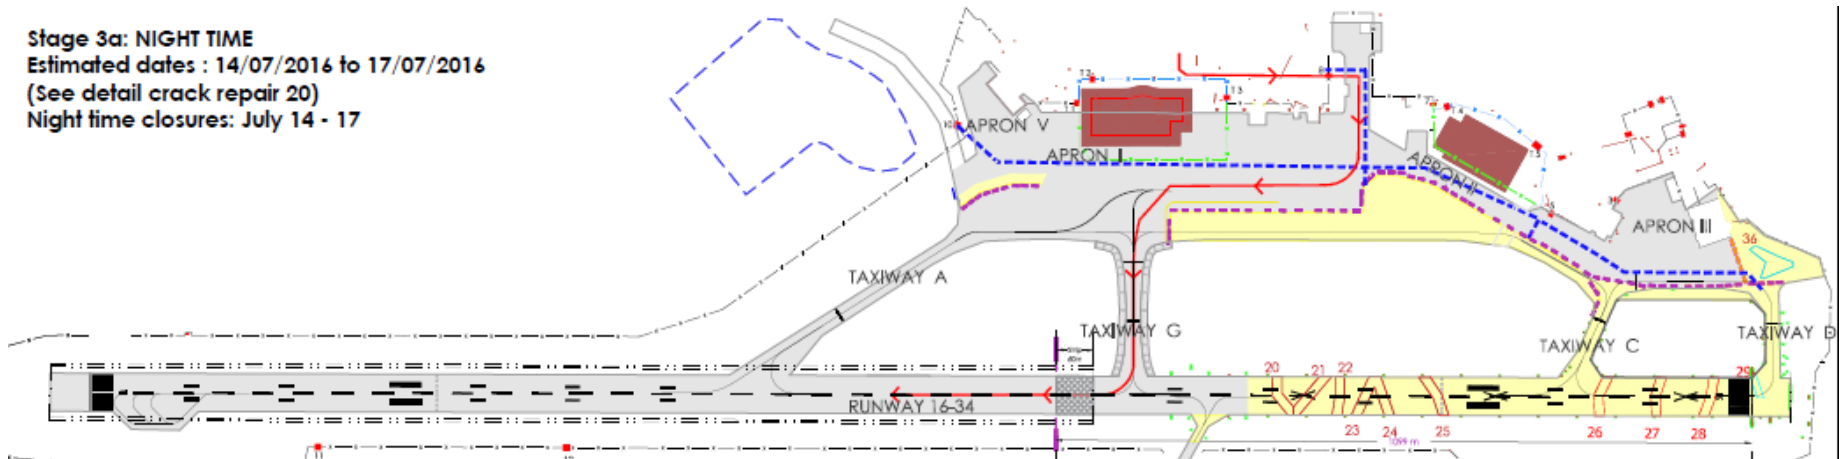 Stage 3a: NIGHT TIME
Estimated dates : 14/07/2016 to 17/07/2016
(See detail crack repair 20)
Night time closures: July 14 - 17
APRON V
APRON I
APRON II
APRON III
36
TAXIWAY A
TAXIWAY G
TAXIWAY C
TAXIWAY D
RUNWAY 16-34
20
21
22
29
23
24
25
26
27
28
1099 m